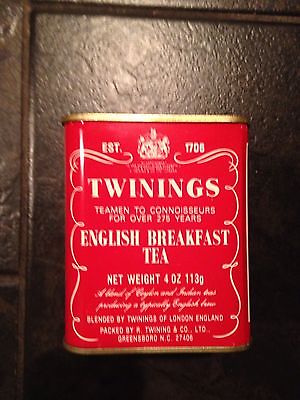 EST. 1706
TWININGS
TEAMEN TO CONNOISSEURS
FOR OVER 275 YEARS
ENGLISH BREAKFAST
TEA
NET WEIGHT 4 OZ 113g
A blend of Ceylon and Indian teas
producing a typically English brew
BLENDED BY TWININGS OF LONDON ENGLAND
PACKED BY R. TWINING & CO., LTD.,
GREENSBORO N.C. 27406